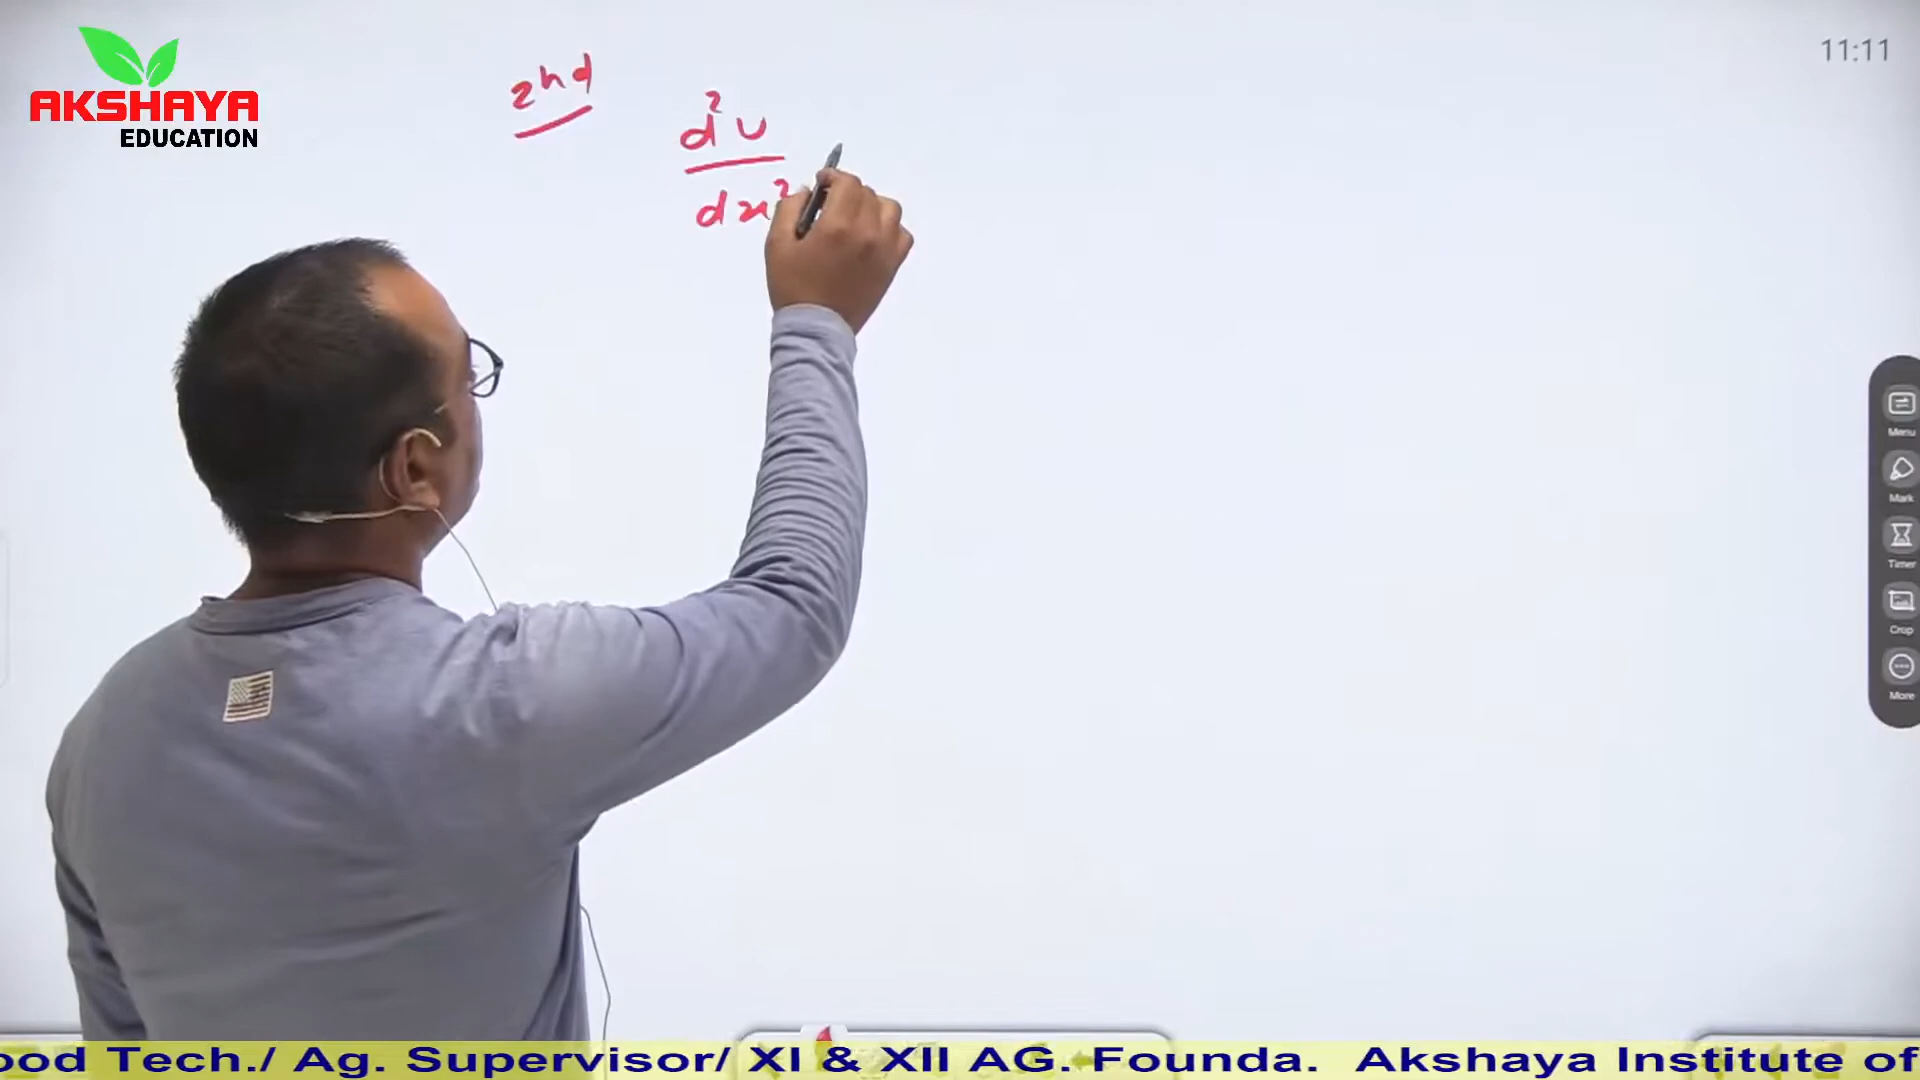 AKSHAYA
EDUCATION
11:11
2nd
d²u
dx²
Menu
Mark
Timer
Crop
More
ood Tech./ Ag. Supervisor/ XI & XII AG. Founda. Akshaya Institute of